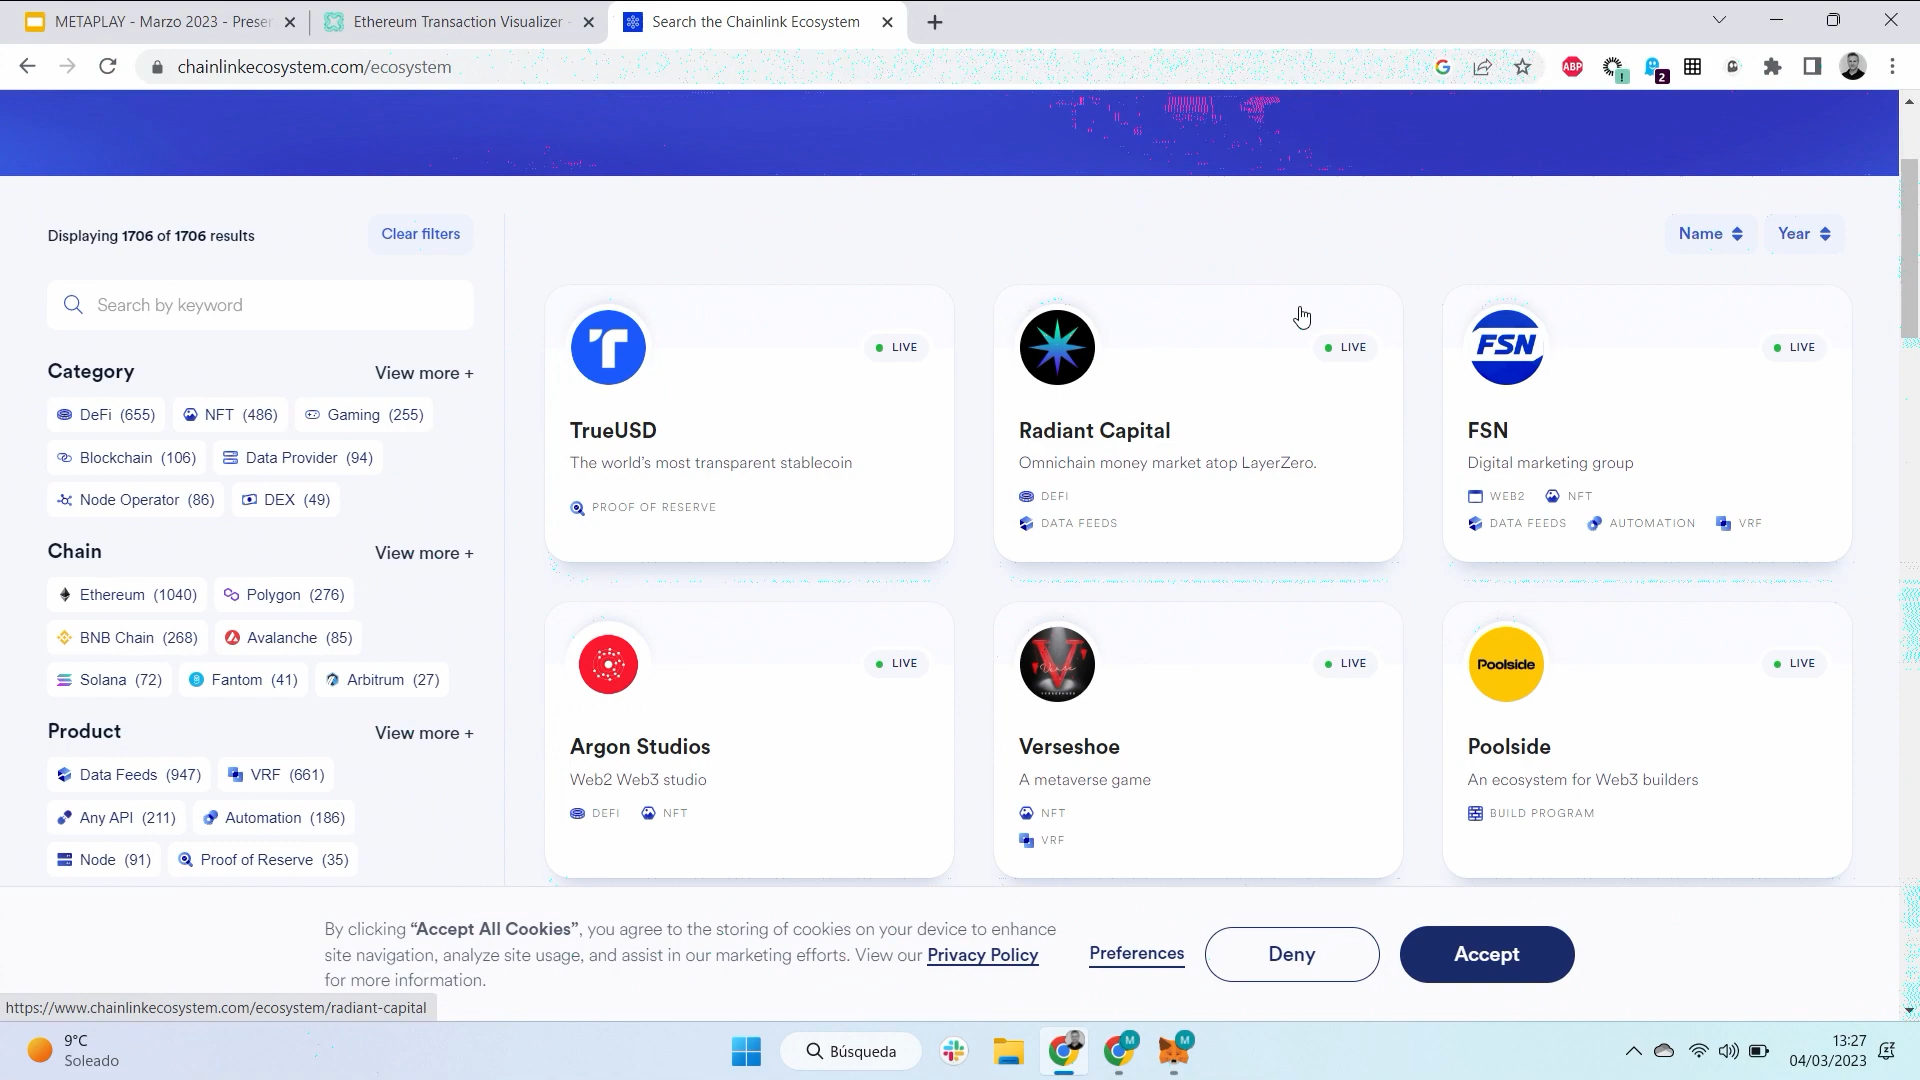 METAPLAY - Marzo 2023 - Preser
Ethereum Transaction Visualizer -
Search the Chainlink Ecosystem
chainlinkecosystem.com/ecosystem
ABP
!
2
Displaying 1706 of 1706 results
Clear filters
Name
Year
Search by keyword
Category
View more +
DeFi (655)
NFT (486)
Gaming (255)
Blockchain (106)
Data Provider (94)
Node Operator (86)
DEX (49)
Chain
View more +
Ethereum (1040)
Polygon (276)
BNB Chain (268)
Avalanche (85)
Solana (72)
Fantom (41)
Arbitrum (27)
Product
View more +
Data Feeds (947)
VRF (661)
Any API (211)
Automation (186)
Node (91)
Proof of Reserve (35)
LIVE
TrueUSD
The world's most transparent stablecoin
PROOF OF RESERVE
LIVE
Radiant Capital
Omnichain money market atop LayerZero.
DEFI
DATA FEEDS
FSN
LIVE
FSN
Digital marketing group
WEB2 NFT
DATA FEEDS AUTOMATION VRF
LIVE
Argon Studios
Web2 Web3 studio
DEFI NFT
V
LIVE
Verseshoe
A metaverse game
NFT
VRF
Poolside
LIVE
Poolside
An ecosystem for Web3 builders
BUILD PROGRAM
By clicking “Accept All Cookies”, you agree to the storing of cookies on your device to enhance
site navigation, analyze site usage, and assist in our marketing efforts. View our Privacy Policy
for more information.
Preferences
Deny
Accept
https://www.chainlinkecosystem.com/ecosystem/radiant-capital
9°C
Soleado
Búsqueda
M
M
13:27
04/03/2023